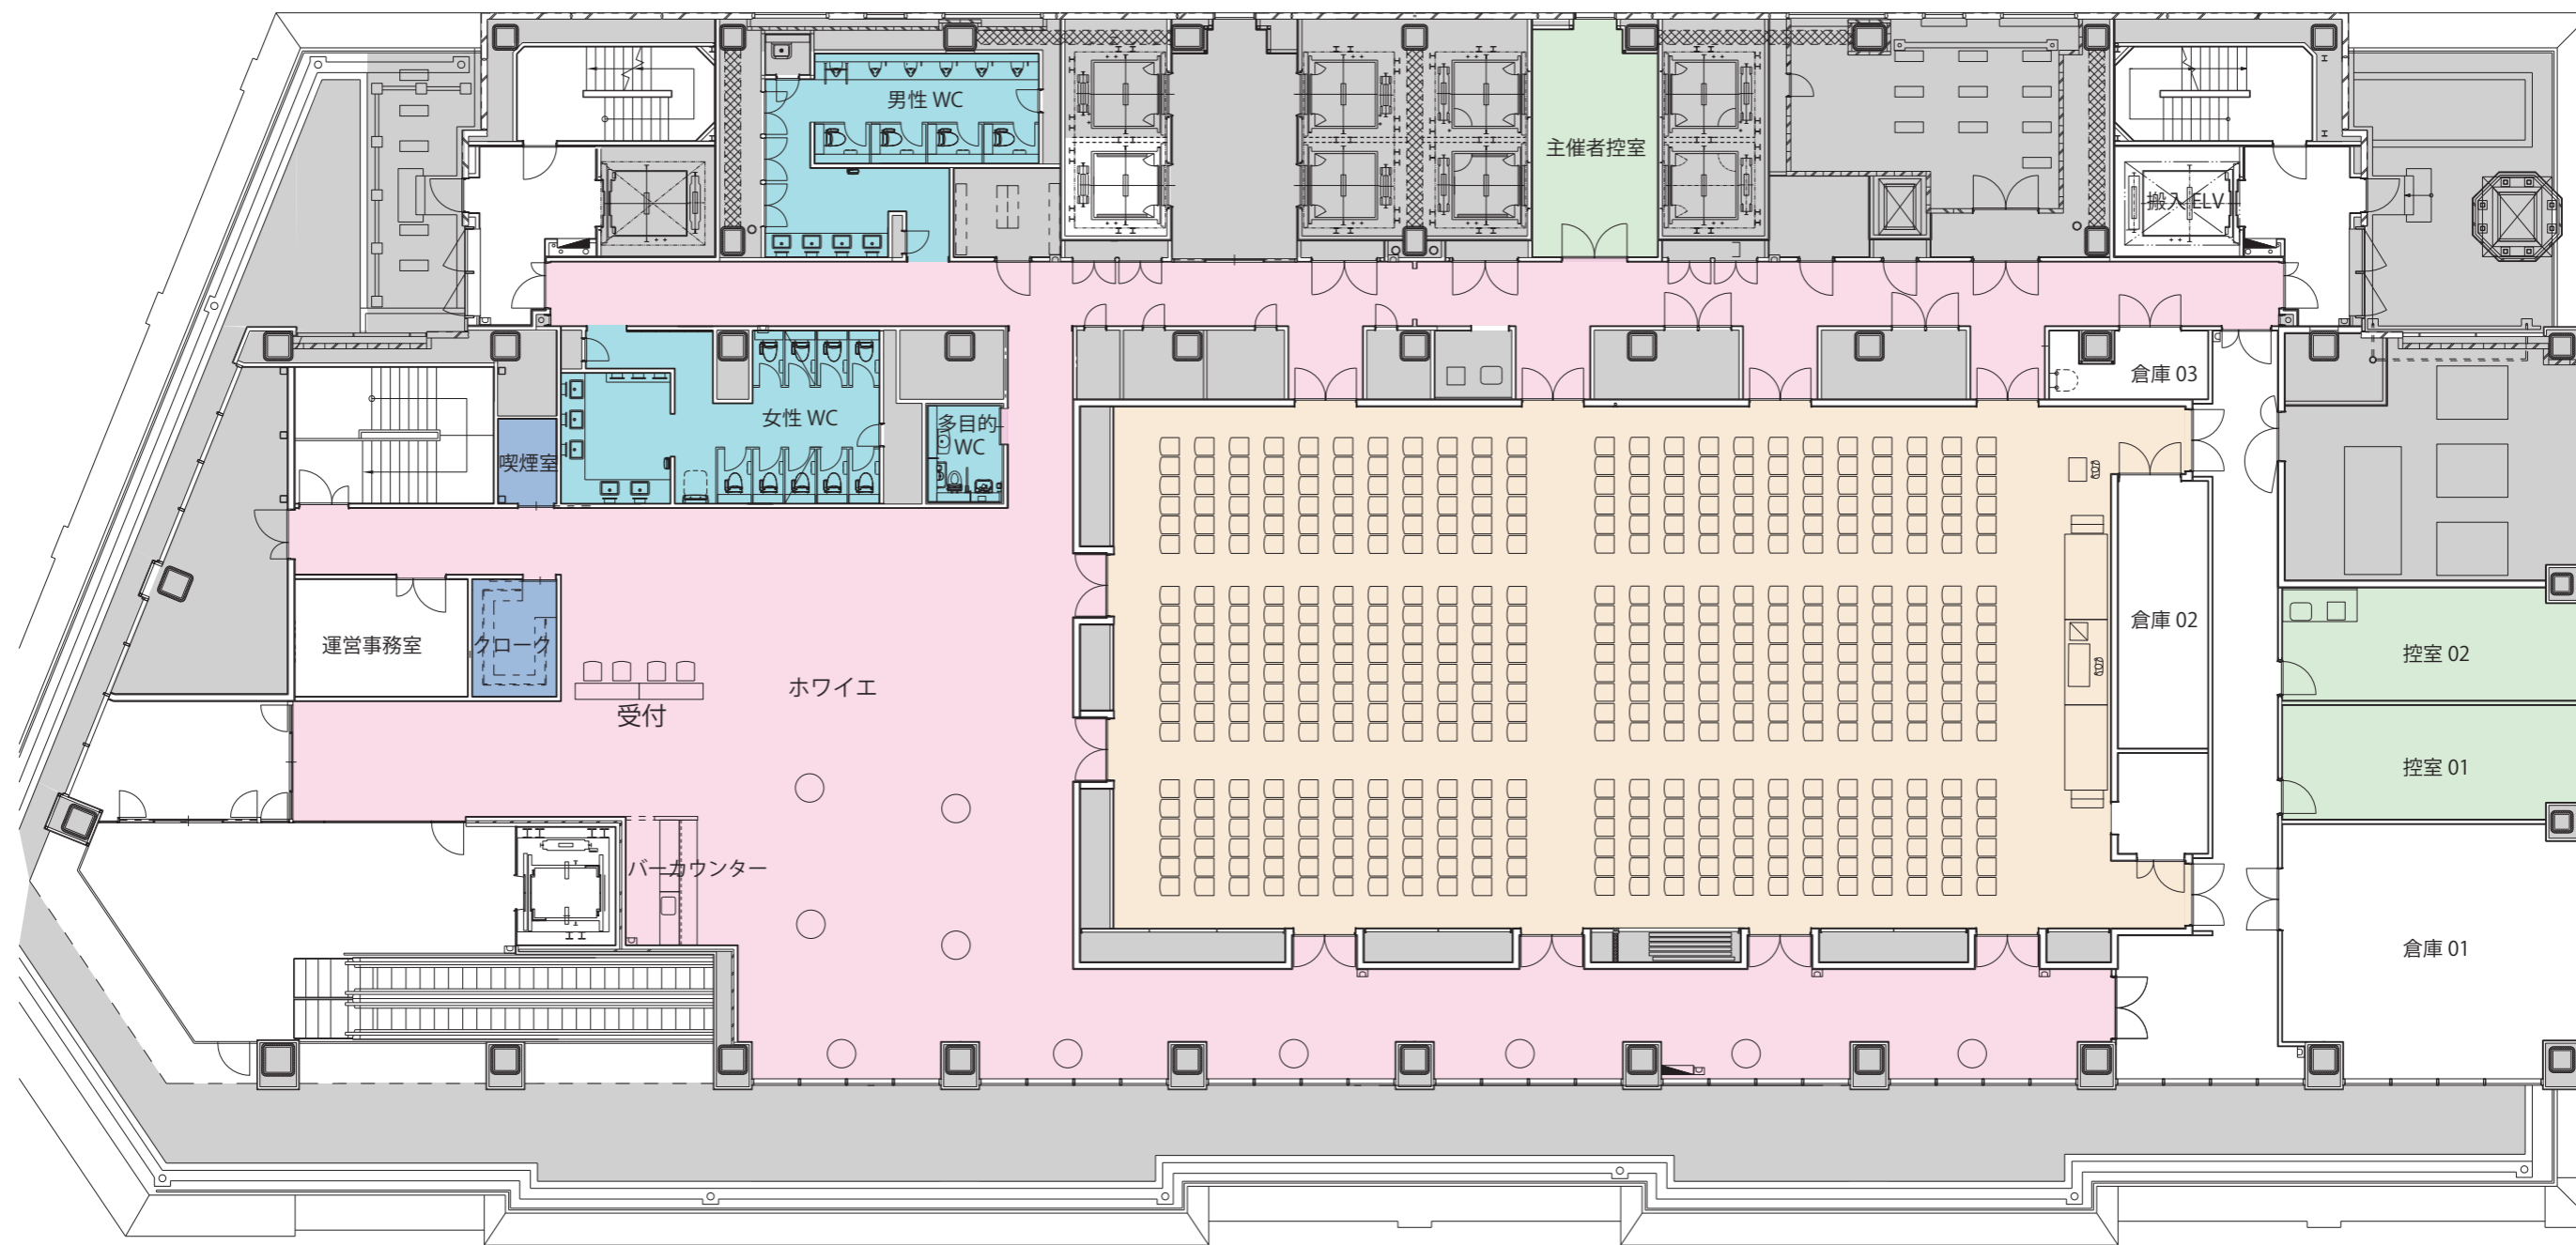 男性 WC
主催者控室
搬入 ELV
倉庫 03
女性 WC
多目的
WC
喫煙室
倉庫 02
運営事務室
クローク
ホワイエ
受付
控室 02
控室 01
バーカウンター
倉庫 01